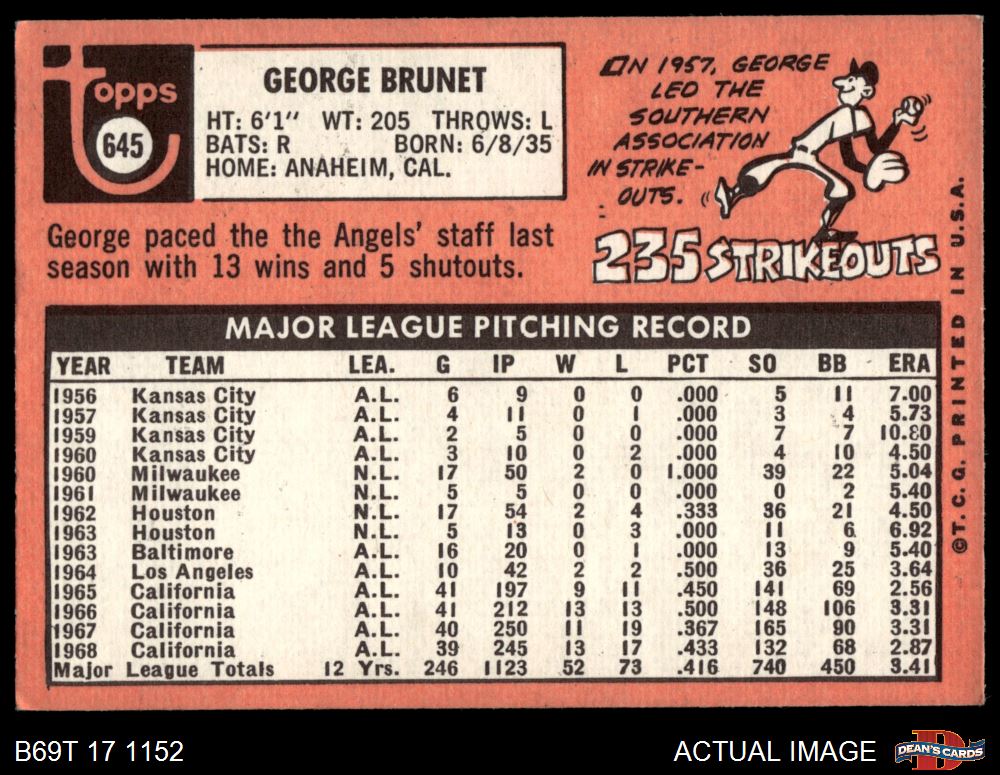 topps
645
GEORGE BRUNET
HT: 6'1" WT: 205 THROWS: L
BATS: R BORN: 6/8/35
HOME: ANAHEIM, CAL.
George paced the the Angels' staff last
season with 13 wins and 5 shutouts.
IN 1957, GEORGE
LED THE
SOUTHERN
ASSOCIATION
IN STRIKE-
OUTS.
235 STRIKEOUTS
MAJOR LEAGUE PITCHING RECORD
YEAR TEAM LEA. G IP W L PCT SO BB ERA
1956 Kansas City A.L. 6 9 0 0 .000 5 11 7.00
1957 Kansas City A.L. 4 11 0 1 .000 3 4 5.73
1959 Kansas City A.L. 2 5 0 0 .000 7 7 10.80
1960 Kansas City A.L. 3 10 0 2 .000 4 10 4.50
1960 Milwaukee N.L. 17 50 2 0 1.000 39 22 5.04
1961 Milwaukee N.L. 5 5 0 0 .000 0 2 5.40
1962 Houston N.L. 17 54 2 4 .333 36 21 4.50
1963 Houston N.L. 5 13 0 3 .000 11 6 6.92
1963 Baltimore A.L. 16 20 0 1 .000 13 9 5.40
1964 Los Angeles A.L. 10 42 2 2 .500 36 25 3.64
1965 California A.L. 41 197 9 11 .450 141 69 2.56
1966 California A.L. 41 212 13 13 .500 148 106 3.31
1967 California A.L. 40 250 11 19 .367 165 90 3.31
1968 California A.L. 39 245 13 17 .433 132 68 2.87
Major League Totals 12 Yrs. 246 1123 52 73 .416 740 450 3.41
©T.C.G. PRINTED IN U.S.A.
B69T 17 1152
ACTUAL IMAGE
DEAN'S CARDS